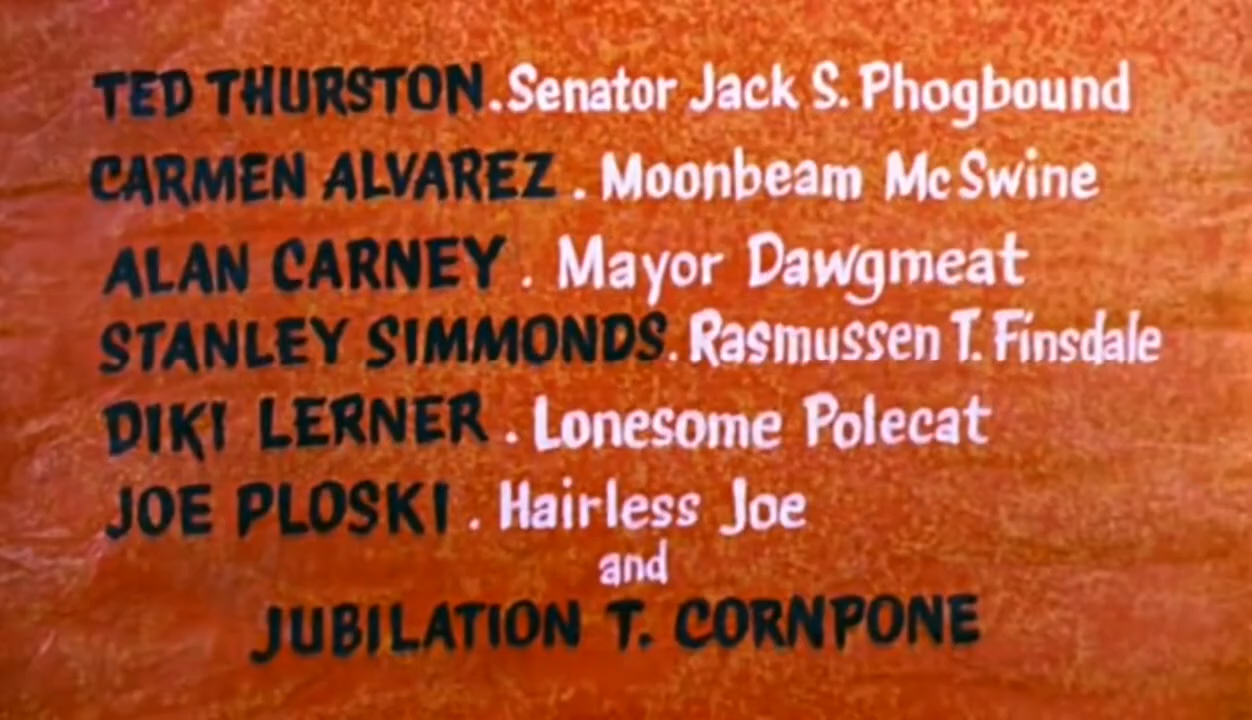 TED THURSTON. Senator Jack S. Phogbound
CARMEN ALVAREZ . Moonbeam McSwine
ALAN CARNEY . Mayor Dawgmeat
STANLEY SIMMONDS. Rasmussen T. Finsdale
DIKI LERNER . Lonesome Polecat
JOE PLOSKI . Hairless Joe
and
JUBILATION T. CORNPONE